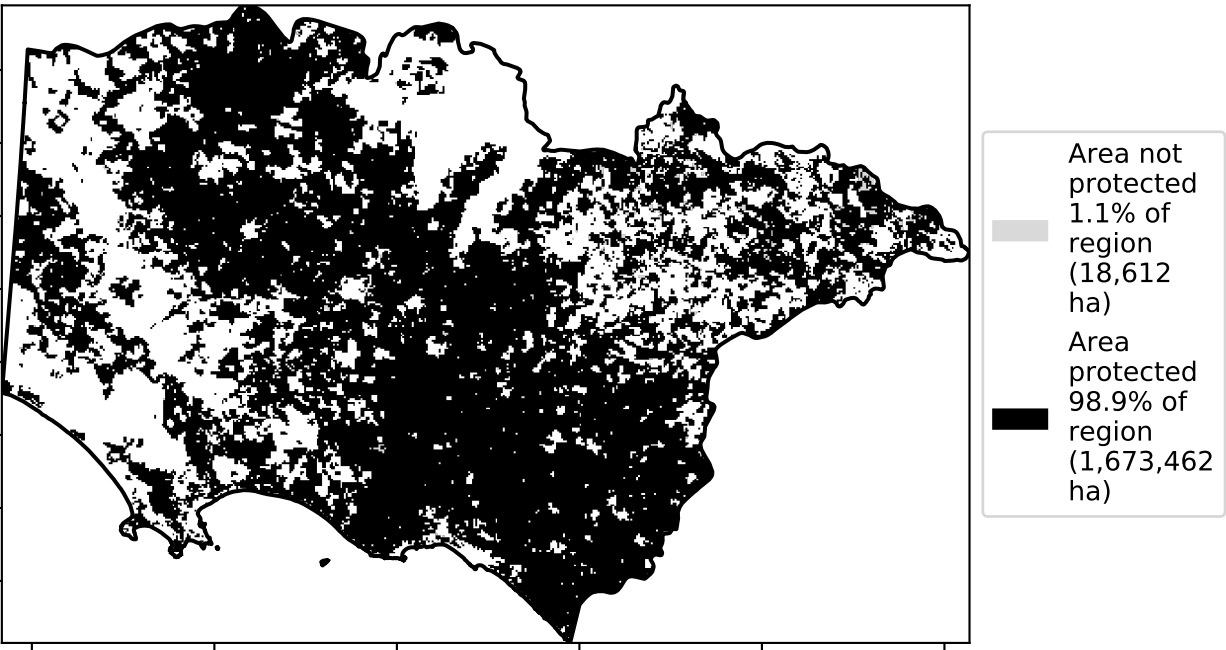 Area not
protected
1.1% of
region
(18,612
ha)
Area
protected
98.9% of
region
(1,673,462
ha)